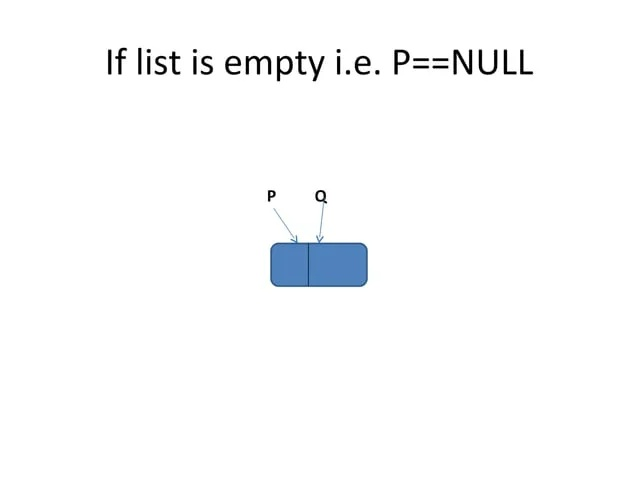 If list is empty i.e. P==NULL
P Q